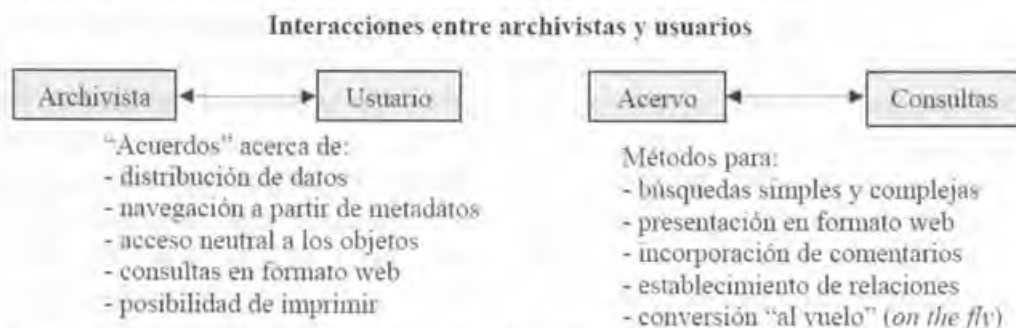 Interacciones entre archivistas y usuarios
Archivista
Usuario
"Acuerdos" acerca de:
- distribución de datos
- navegación a partir de metadatos
- acceso neutral a los objetos
- consultas en formato web
- posibilidad de imprimir
Acervo
Consultas
Métodos para:
- búsquedas simples y complejas
- presentación en formato web
- incorporación de comentarios
- establecimiento de relaciones
- conversión "al vuelo" (on the fly)